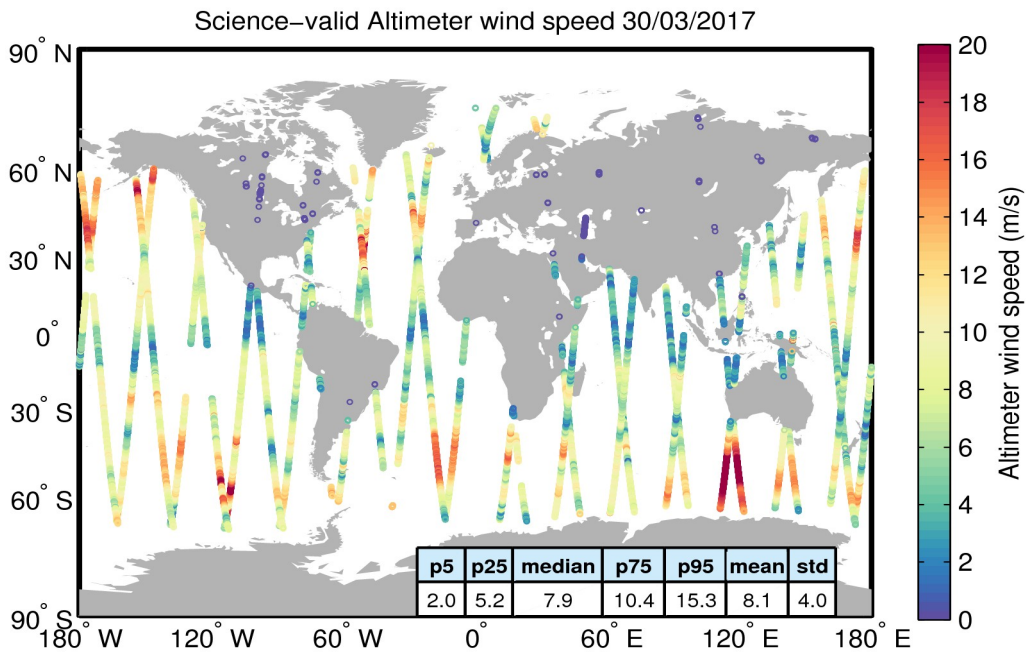 Science−valid Altimeter wind speed 30/03/2017
90° N
60° N
30° N
0°
30° S
60° S
90° S
180° W
120° W
60° W
0°
60° E
120° E
180° E
p5 p25 median p75 p95 mean std
2.0 5.2 7.9 10.4 15.3 8.1 4.0
20
18
16
14
12
10
8
6
4
2
0
Altimeter wind speed (m/s)